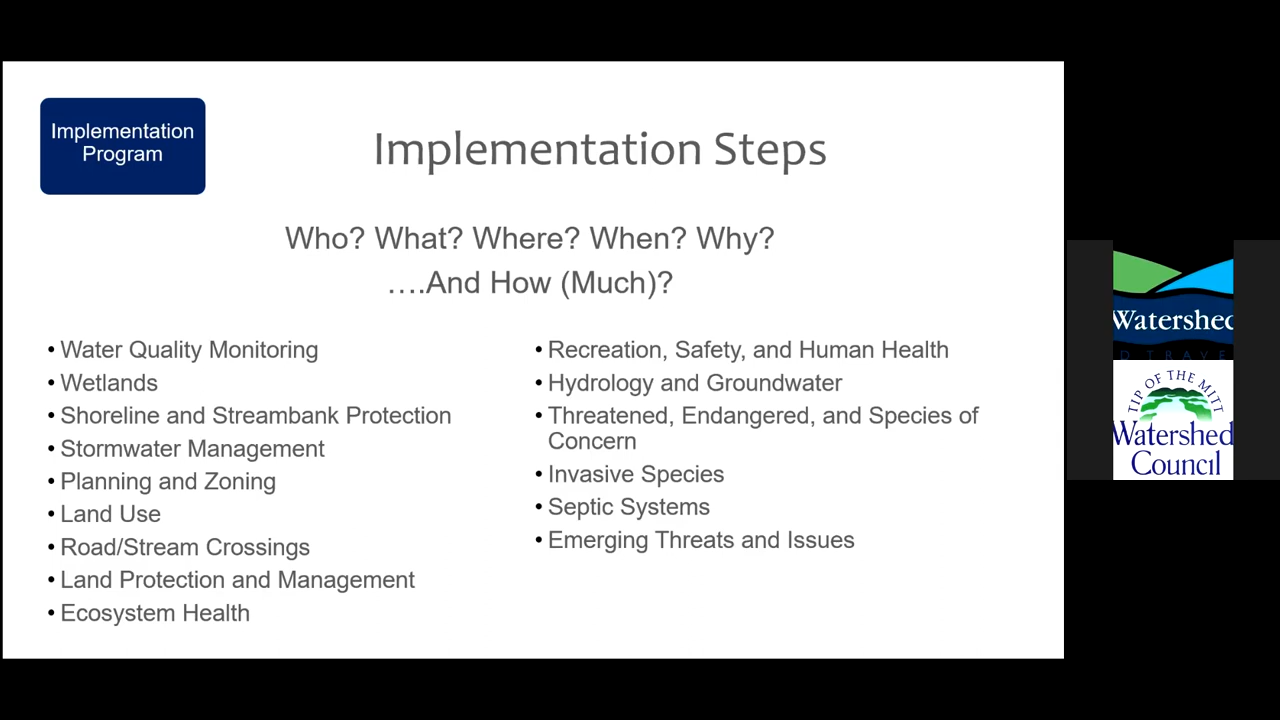 Implementation
Program
Implementation Steps
Who? What? Where? When? Why?
….And How (Much)?
• Water Quality Monitoring
• Wetlands
• Shoreline and Streambank Protection
• Stormwater Management
• Planning and Zoning
• Land Use
• Road/Stream Crossings
• Land Protection and Management
• Ecosystem Health
• Recreation, Safety, and Human Health
• Hydrology and Groundwater
• Threatened, Endangered, and Species of
Concern
• Invasive Species
• Septic Systems
• Emerging Threats and Issues
Watershed
D TRAVE
TIP OF THE MITT
Watershed
Council